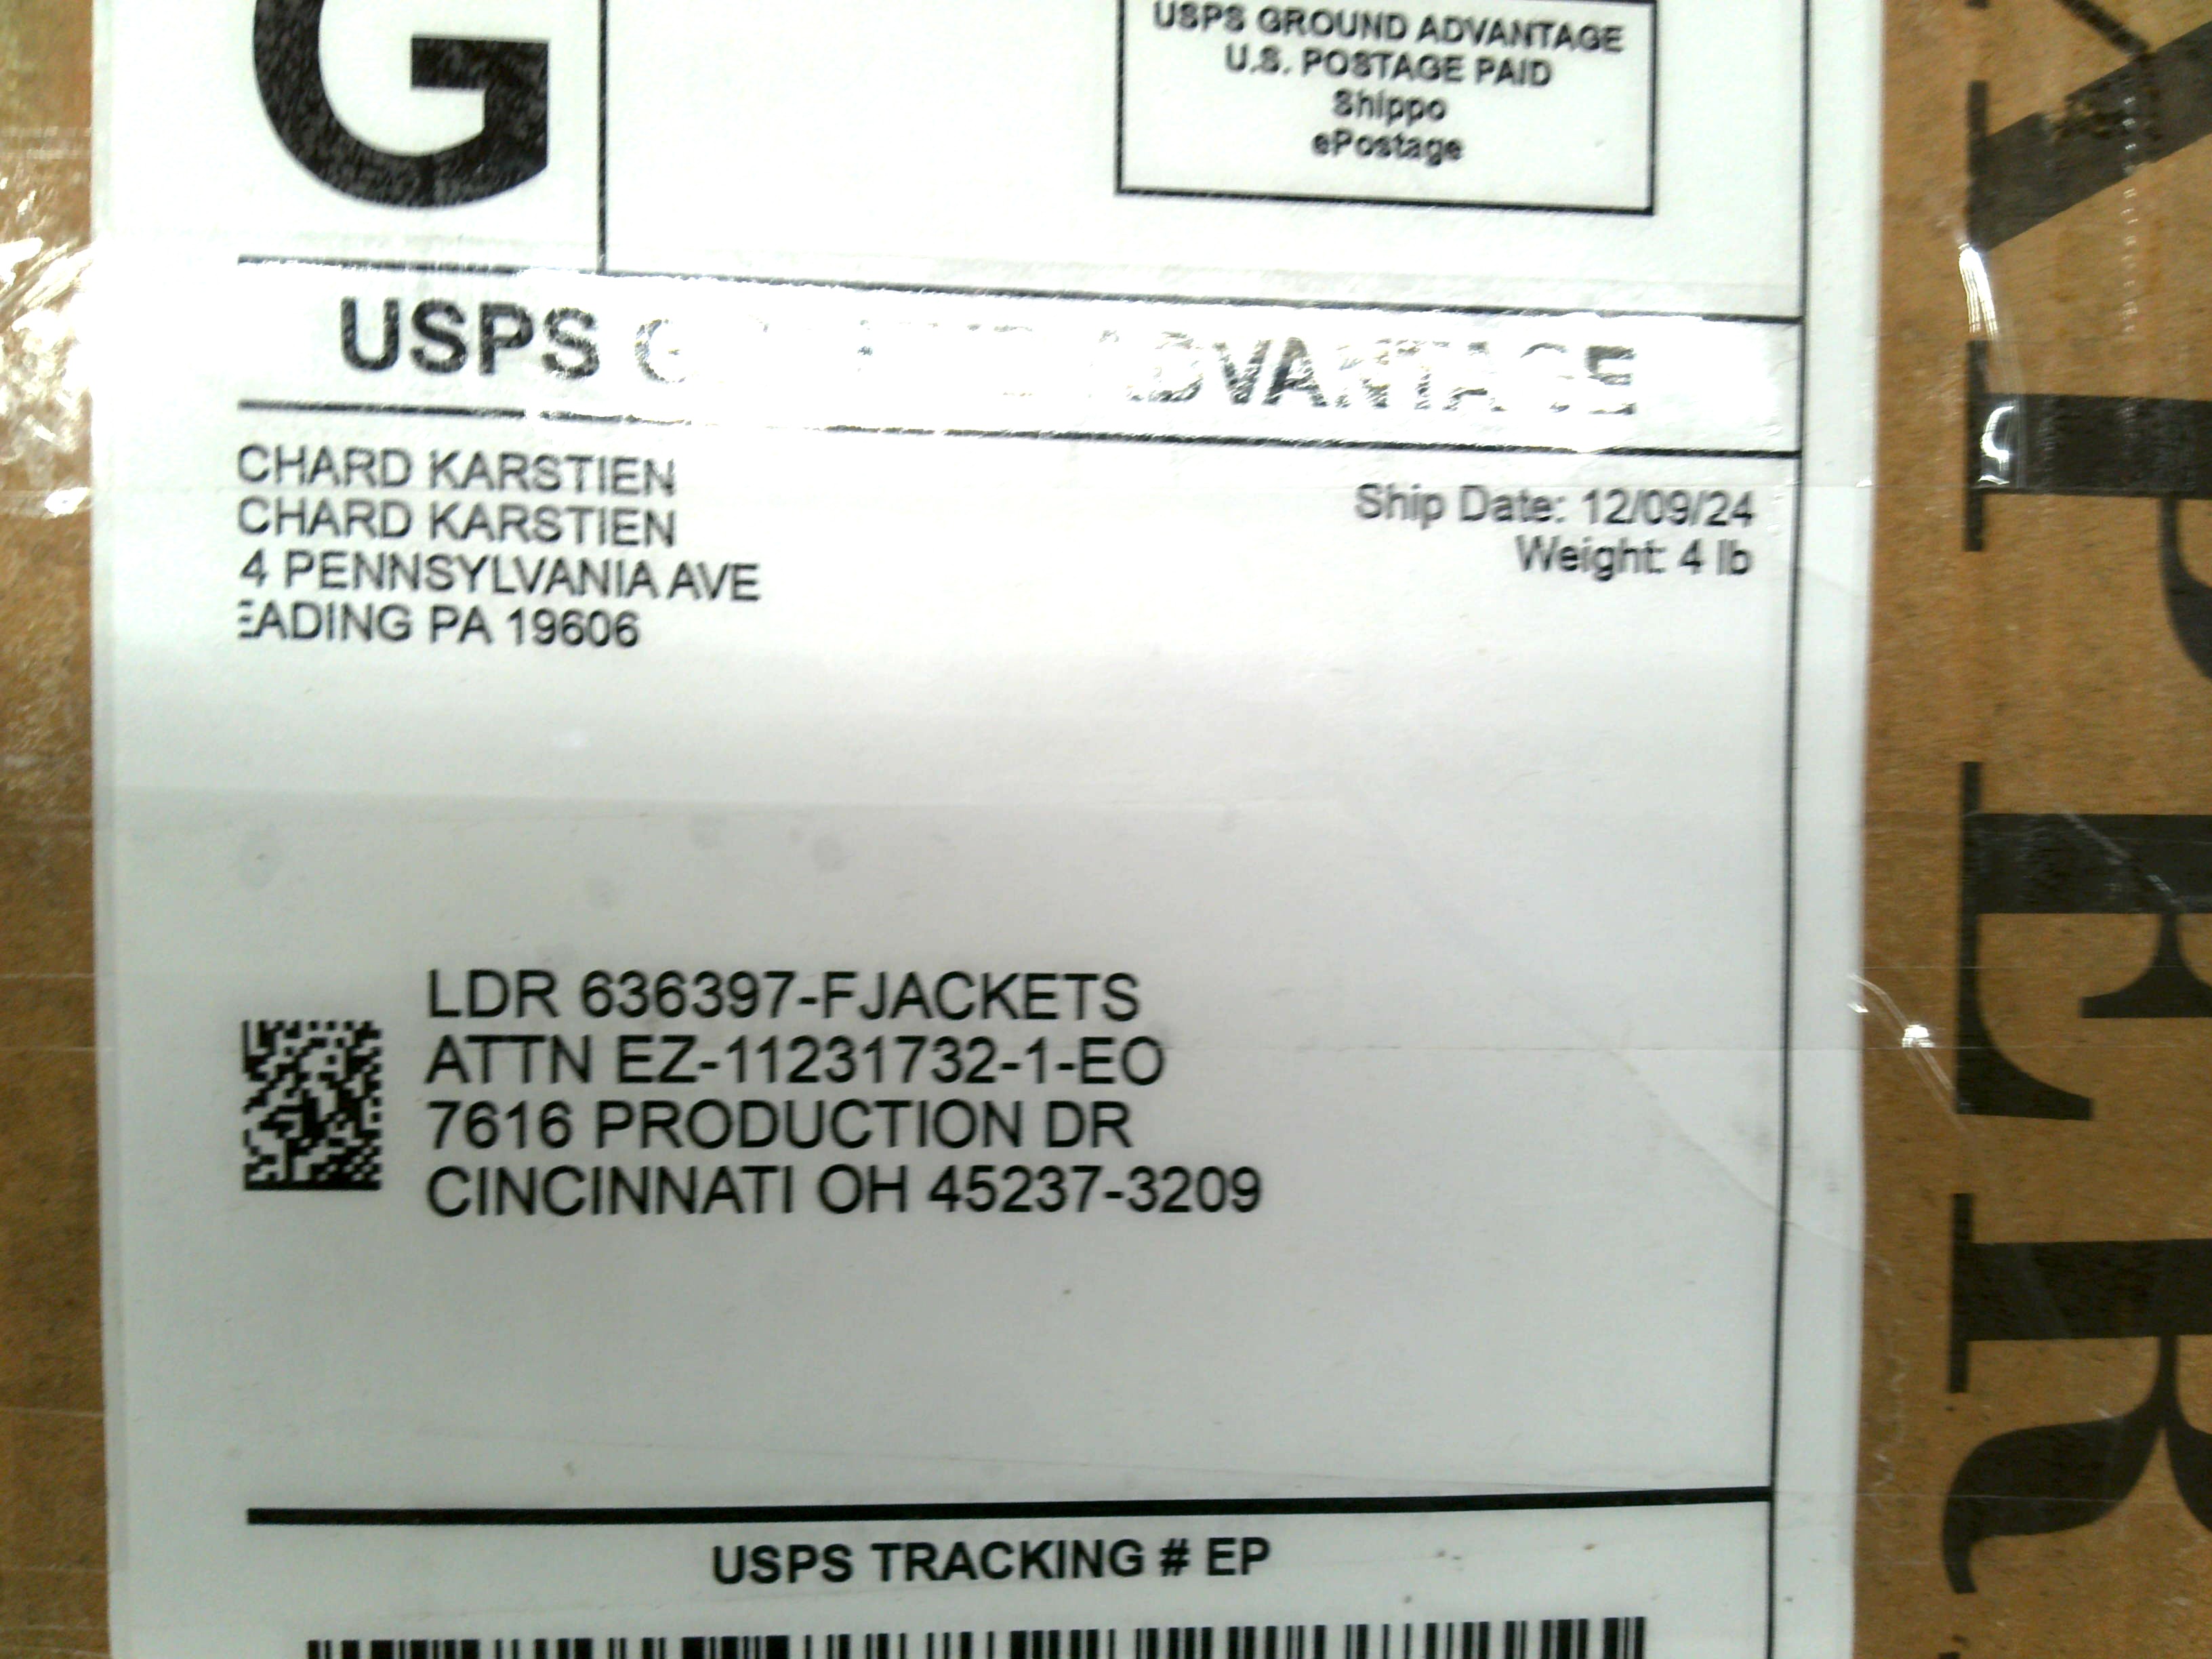 G
USPS GROUND ADVANTAGE
U.S. POSTAGE PAID
Shippo
ePostage
USPS G ADVANTAGE
CHARD KARSTIEN
CHARD KARSTIEN
4 PENNSYLVANIA AVE
EADING PA 19606
Ship Date: 12/09/24
Weight: 4 lb
LDR 636397-FJACKETS
ATTN EZ-11231732-1-EO
7616 PRODUCTION DR
CINCINNATI OH 45237-3209
USPS TRACKING # EP